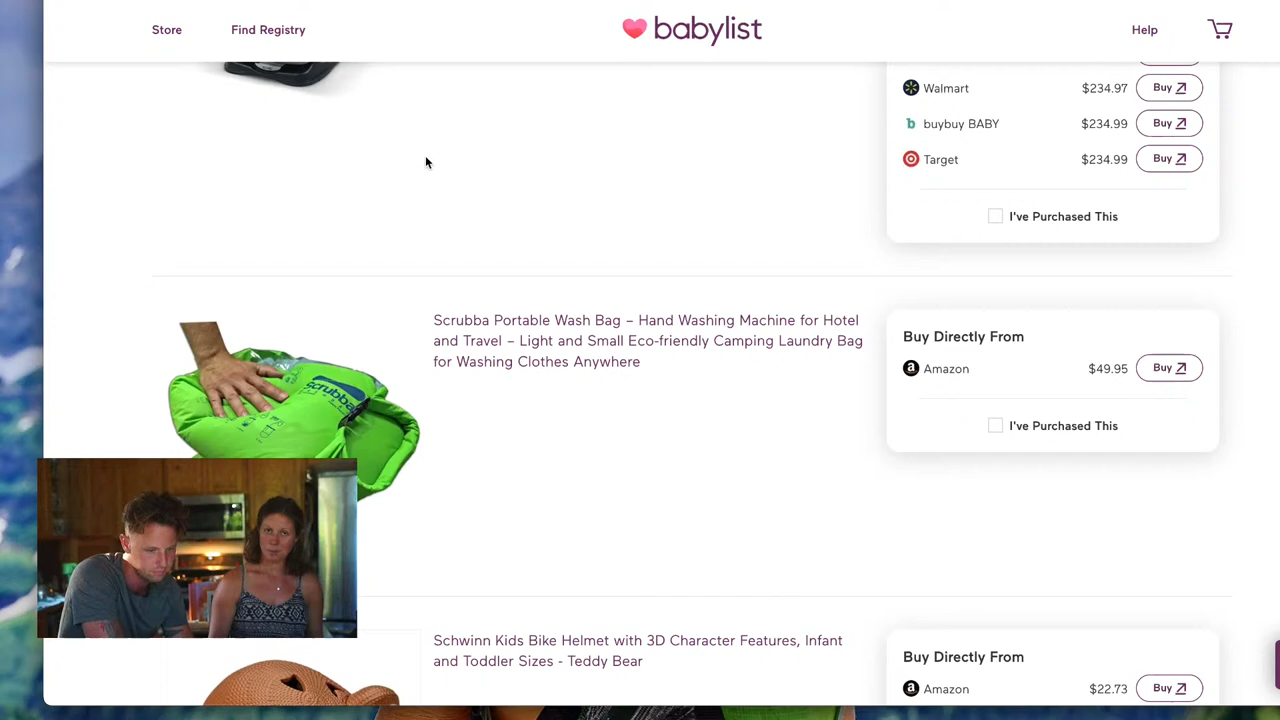 Store
Find Registry
babylist
Help
Walmart
$234.97
Buy
buybuy BABY
$234.99
Buy
Target
$234.99
Buy
I've Purchased This
scrubba
Scrubba Portable Wash Bag – Hand Washing Machine for Hotel
and Travel – Light and Small Eco-friendly Camping Laundry Bag
for Washing Clothes Anywhere
Buy Directly From
Amazon
$49.95
Buy
I've Purchased This
Schwinn Kids Bike Helmet with 3D Character Features, Infant
and Toddler Sizes - Teddy Bear
Buy Directly From
Amazon
$22.73
Buy